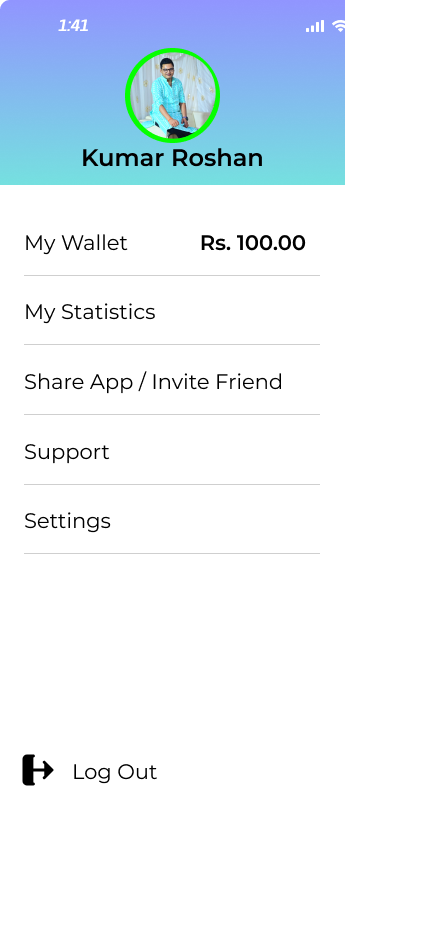 1:41
Kumar Roshan
My Wallet Rs. 100.00
My Statistics
Share App / Invite Friend
Support
Settings
Log Out